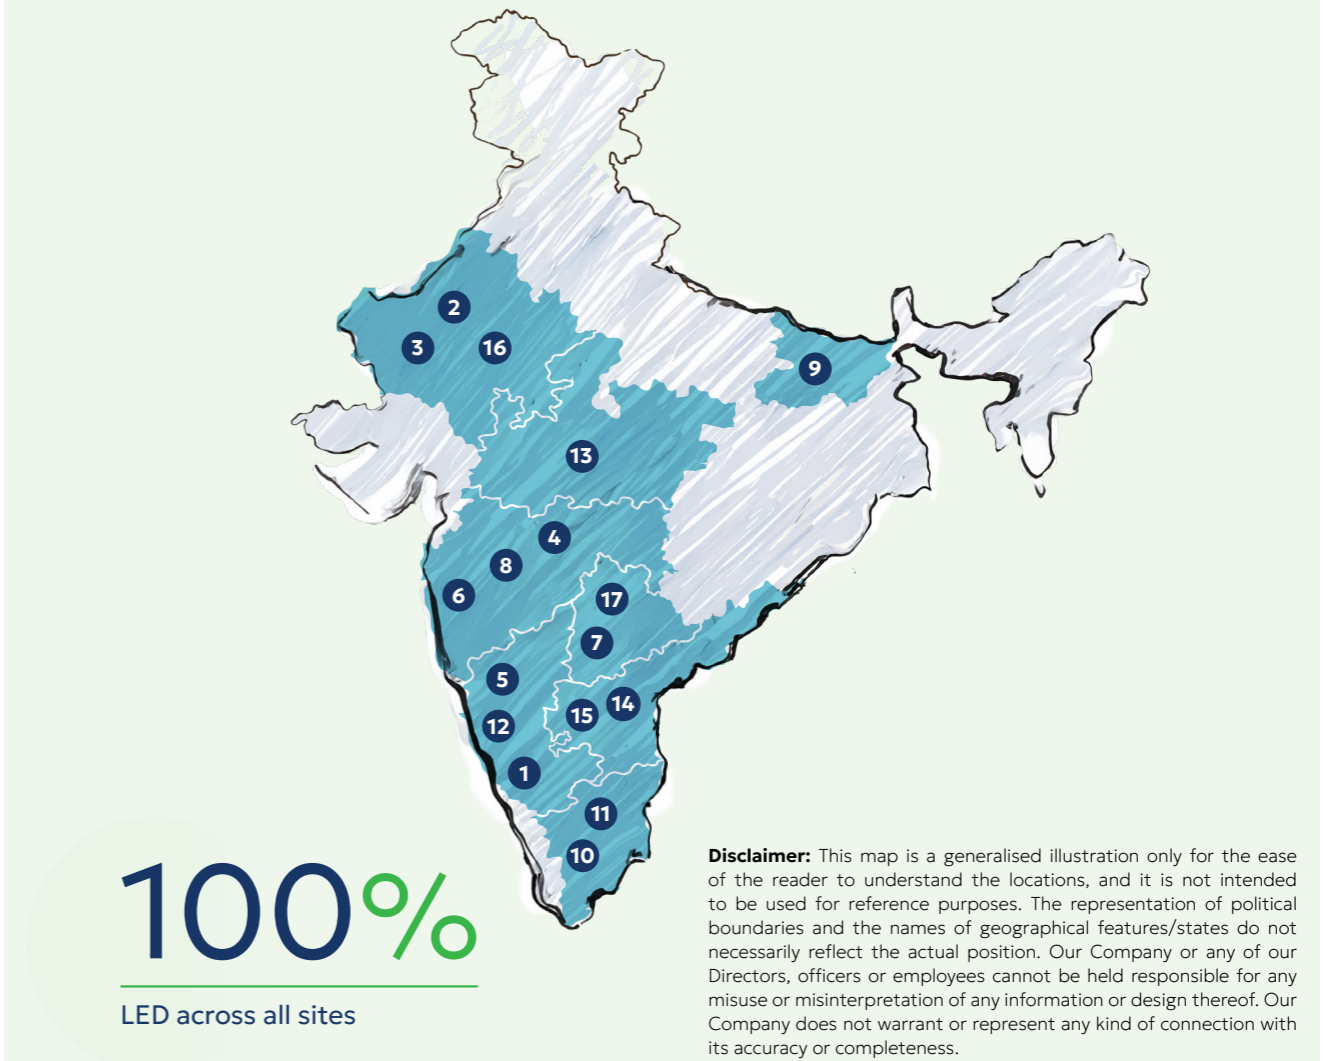 2
3
16
9
13
4
8
6
17
7
5
14
15
12
1
11
10
100%
LED across all sites
Disclaimer: This map is a generalised illustration only for the ease
of the reader to understand the locations, and it is not intended
to be used for reference purposes. The representation of political
boundaries and the names of geographical features/states do not
necessarily reflect the actual position. Our Company or any of our
Directors, officers or employees cannot be held responsible for any
misuse or misinterpretation of any information or design thereof. Our
Company does not warrant or represent any kind of connection with
its accuracy or completeness.